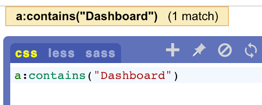 a:contains("Dashboard") (1 match)
css less sass
a:contains("Dashboard")